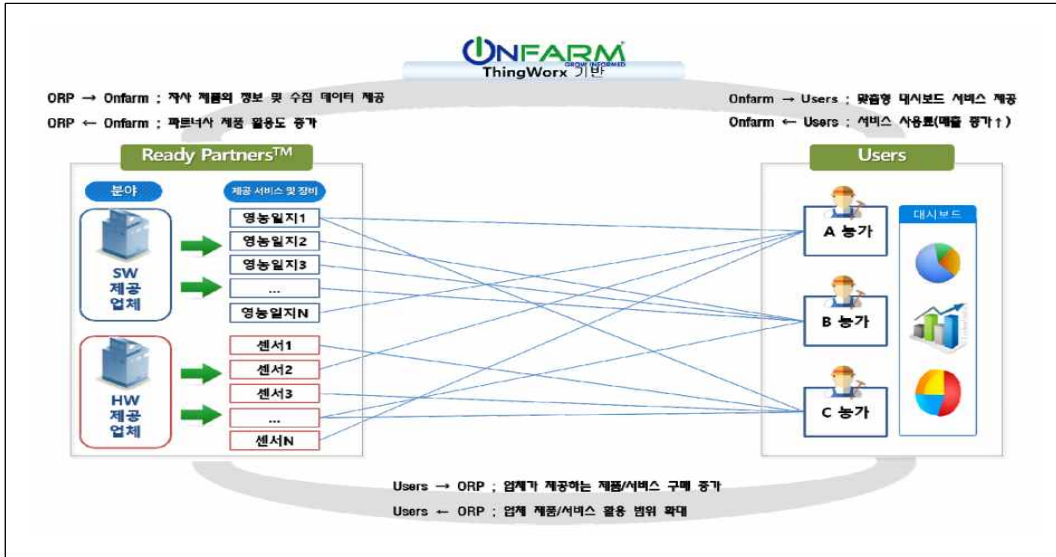 ONFARM
GROW INFORMED
ThingWorx 기반
ORP → Onfarm ; 자사 제품의 정보 및 수집 데이터 제공
ORP ← Onfarm ; 파트너사 제품 활용도 증가
Onfarm → Users ; 맞춤형 대시보드 서비스 제공
Onfarm ← Users ; 서비스 사용료(매출 증가↑)
Ready Partners™
분야
제공 서비스 및 장비
SW
제공
업체
영농일지1
영농일지2
영농일지3
...
영농일지N
HW
제공
업체
센서1
센서2
센서3
...
센서N
Users
A 농가
B 농가
C 농가
대시보드
Users → ORP ; 업체가 제공하는 제품/서비스 구매 증가
Users ← ORP ; 업체 제품/서비스 활용 범위 확대